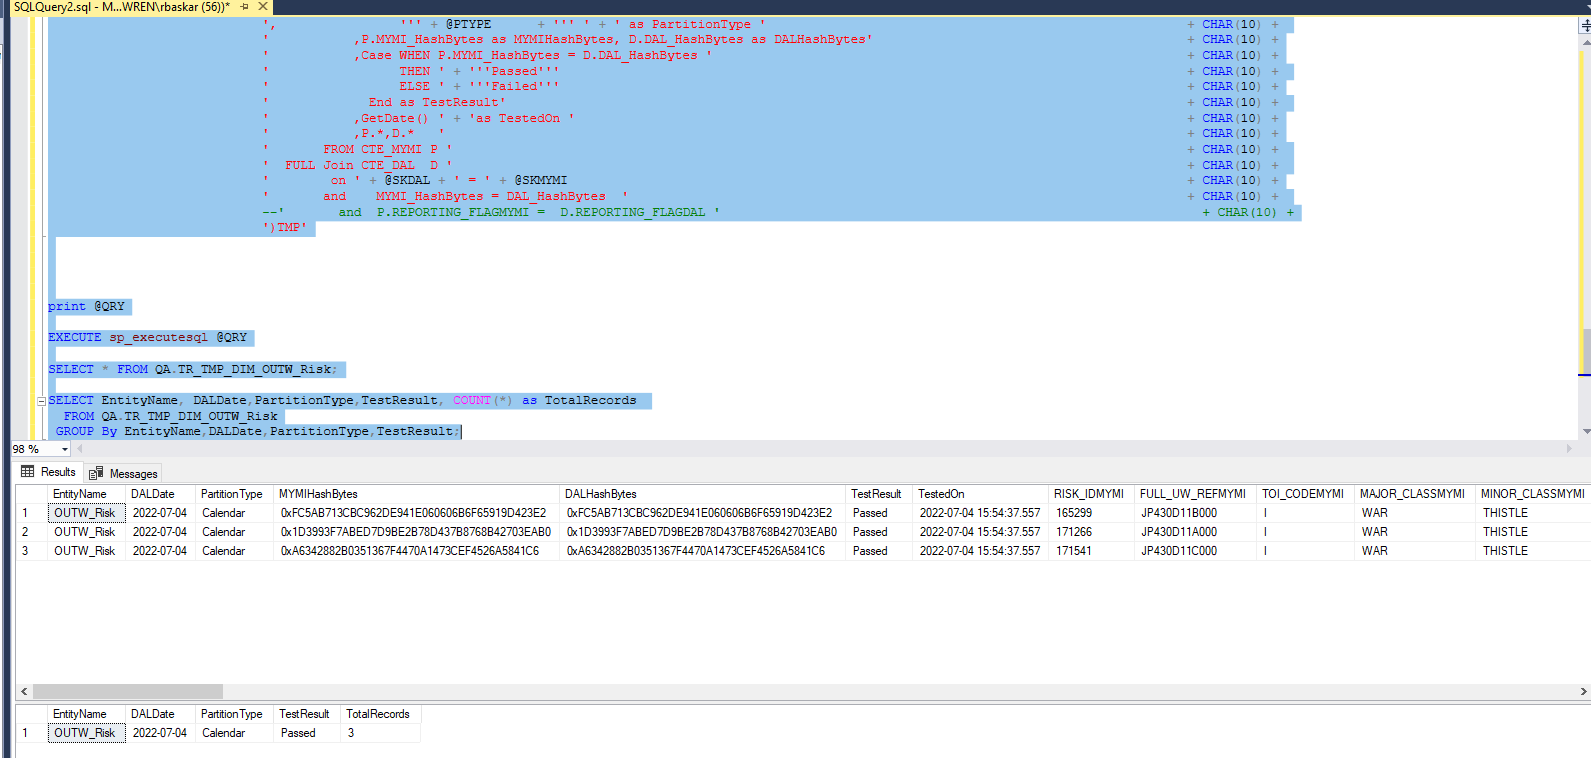 SQLQuery2.sql - M...WREN\rbaskar (56))*
',                 ''' + @PTYPE      + ''' ' + ' as PartitionType ' + CHAR(10) +
' ,P.MYMI_HashBytes as MYMIHashBytes, D.DAL_HashBytes as DALHashBytes' + CHAR(10) +
' ,Case WHEN P.MYMI_HashBytes = D.DAL_HashBytes ' + CHAR(10) +
' THEN ' + '''Passed''' + CHAR(10) +
' ELSE ' + '''Failed''' + CHAR(10) +
' End as TestResult' + CHAR(10) +
' ,GetDate() ' + 'as TestedOn ' + CHAR(10) +
' ,P.*,D.* ' + CHAR(10) +
' FROM CTE_MYMI P ' + CHAR(10) +
' FULL Join CTE_DAL D ' + CHAR(10) +
' on ' + @SKDAL + ' = ' + @SKMYMI + CHAR(10) +
' and MYMI_HashBytes = DAL_HashBytes ' + CHAR(10) +
--' and P.REPORTING_FLAGMYMI = D.REPORTING_FLAGDAL ' + CHAR(10) +
')TMP'
print @QRY
EXECUTE sp_executesql @QRY
SELECT * FROM QA.TR_TMP_DIM_OUTW_Risk;
SELECT EntityName, DALDate,PartitionType,TestResult, COUNT(*) as TotalRecords
FROM QA.TR_TMP_DIM_OUTW_Risk
GROUP By EntityName,DALDate,PartitionType,TestResult;
98 %
Results Messages
EntityName DALDate PartitionType MYMIHashBytes DALHashBytes TestResult TestedOn RISK_IDMYMI FULL_UW_REFMYMI TOI_CODEMYMI MAJOR_CLASSMYMI MINOR_CLASSMYMI
1 OUTW_Risk 2022-07-04 Calendar 0xFC5AB713CBC962DE941E060606B6F65919D423E2 0xFC5AB713CBC962DE941E060606B6F65919D423E2 Passed 2022-07-04 15:54:37.557 165299 JP430D11B000 I WAR THISTLE
2 OUTW_Risk 2022-07-04 Calendar 0x1D3993F7ABED7D9BE2B78D437B8768B42703EAB0 0x1D3993F7ABED7D9BE2B78D437B8768B42703EAB0 Passed 2022-07-04 15:54:37.557 171266 JP430D11A000 I WAR THISTLE
3 OUTW_Risk 2022-07-04 Calendar 0xA6342882B0351367F4470A1473CEF4526A5841C6 0xA6342882B0351367F4470A1473CEF4526A5841C6 Passed 2022-07-04 15:54:37.557 171541 JP430D11C000 I WAR THISTLE
EntityName DALDate PartitionType TestResult TotalRecords
1 OUTW_Risk 2022-07-04 Calendar Passed 3